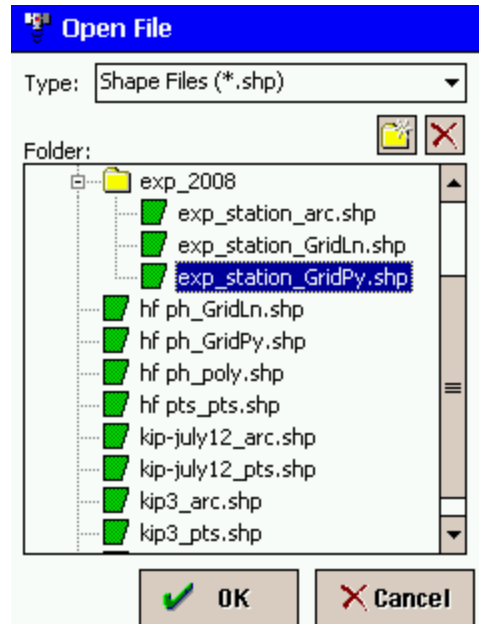 Open File
Type: Shape Files (*.shp)
Folder:
exp_2008
exp_station_arc.shp
exp_station_GridLn.shp
exp_station_GridPy.shp
hf ph_GridLn.shp
hf ph_GridPy.shp
hf ph_poly.shp
hf pts_pts.shp
kip-july12_arc.shp
kip-july12_pts.shp
kip3_arc.shp
kip3_pts.shp
OK Cancel